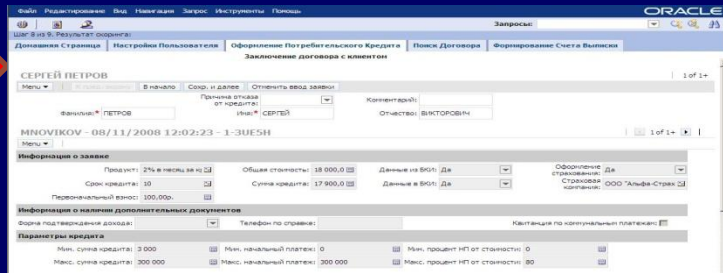 Файл Редактирование Вид Навигация Запрос Инструменты Помощь
ORACLE
Запросы:
Шаг 8 из 9. Результат скоринга:
Домашняя Страница Настройки Пользователя Оформление Потребительского Кредита Поиск Договора Формирование Счета Выписки
Заключение договора с клиентом
СЕРГЕЙ ПЕТРОВ 1 of 1+
Menu В начало Сохр. и далее Отменить ввод заявки
Причина отказа от кредита: Комментарий:
Фамилия:* ПЕТРОВ Имя:* СЕРГЕЙ Отчество: ВИКТОРОВИЧ
MNOVIKOV - 08/11/2008 12:02:23 - 1-3UE5H 1 of 1+
Menu
Информация о заявке
Продукт: 2% в месяц за к Общая стоимость: 18 000,0 Данные из БКИ: Да Оформление страхования: Да
Срок кредита: 10 Сумма кредита: 17 900,0 Данные в БКИ: Да Страховая компания: ООО "Альфа-Страх
Первоначальный взнос: 100,00р.
Информация о наличии дополнительных документов
Форма подтверждения дохода: Телефон по справке: Квитанция по коммунальным платежам:
Параметры кредита
Мин. сумма кредита: 3 000 Мин. начальный платеж: 0 Мин. процент НП от стоимости: 0
Макс. сумма кредита: 300 000 Макс. начальный платеж: 300 000 Макс. процент НП от стоимости: 80